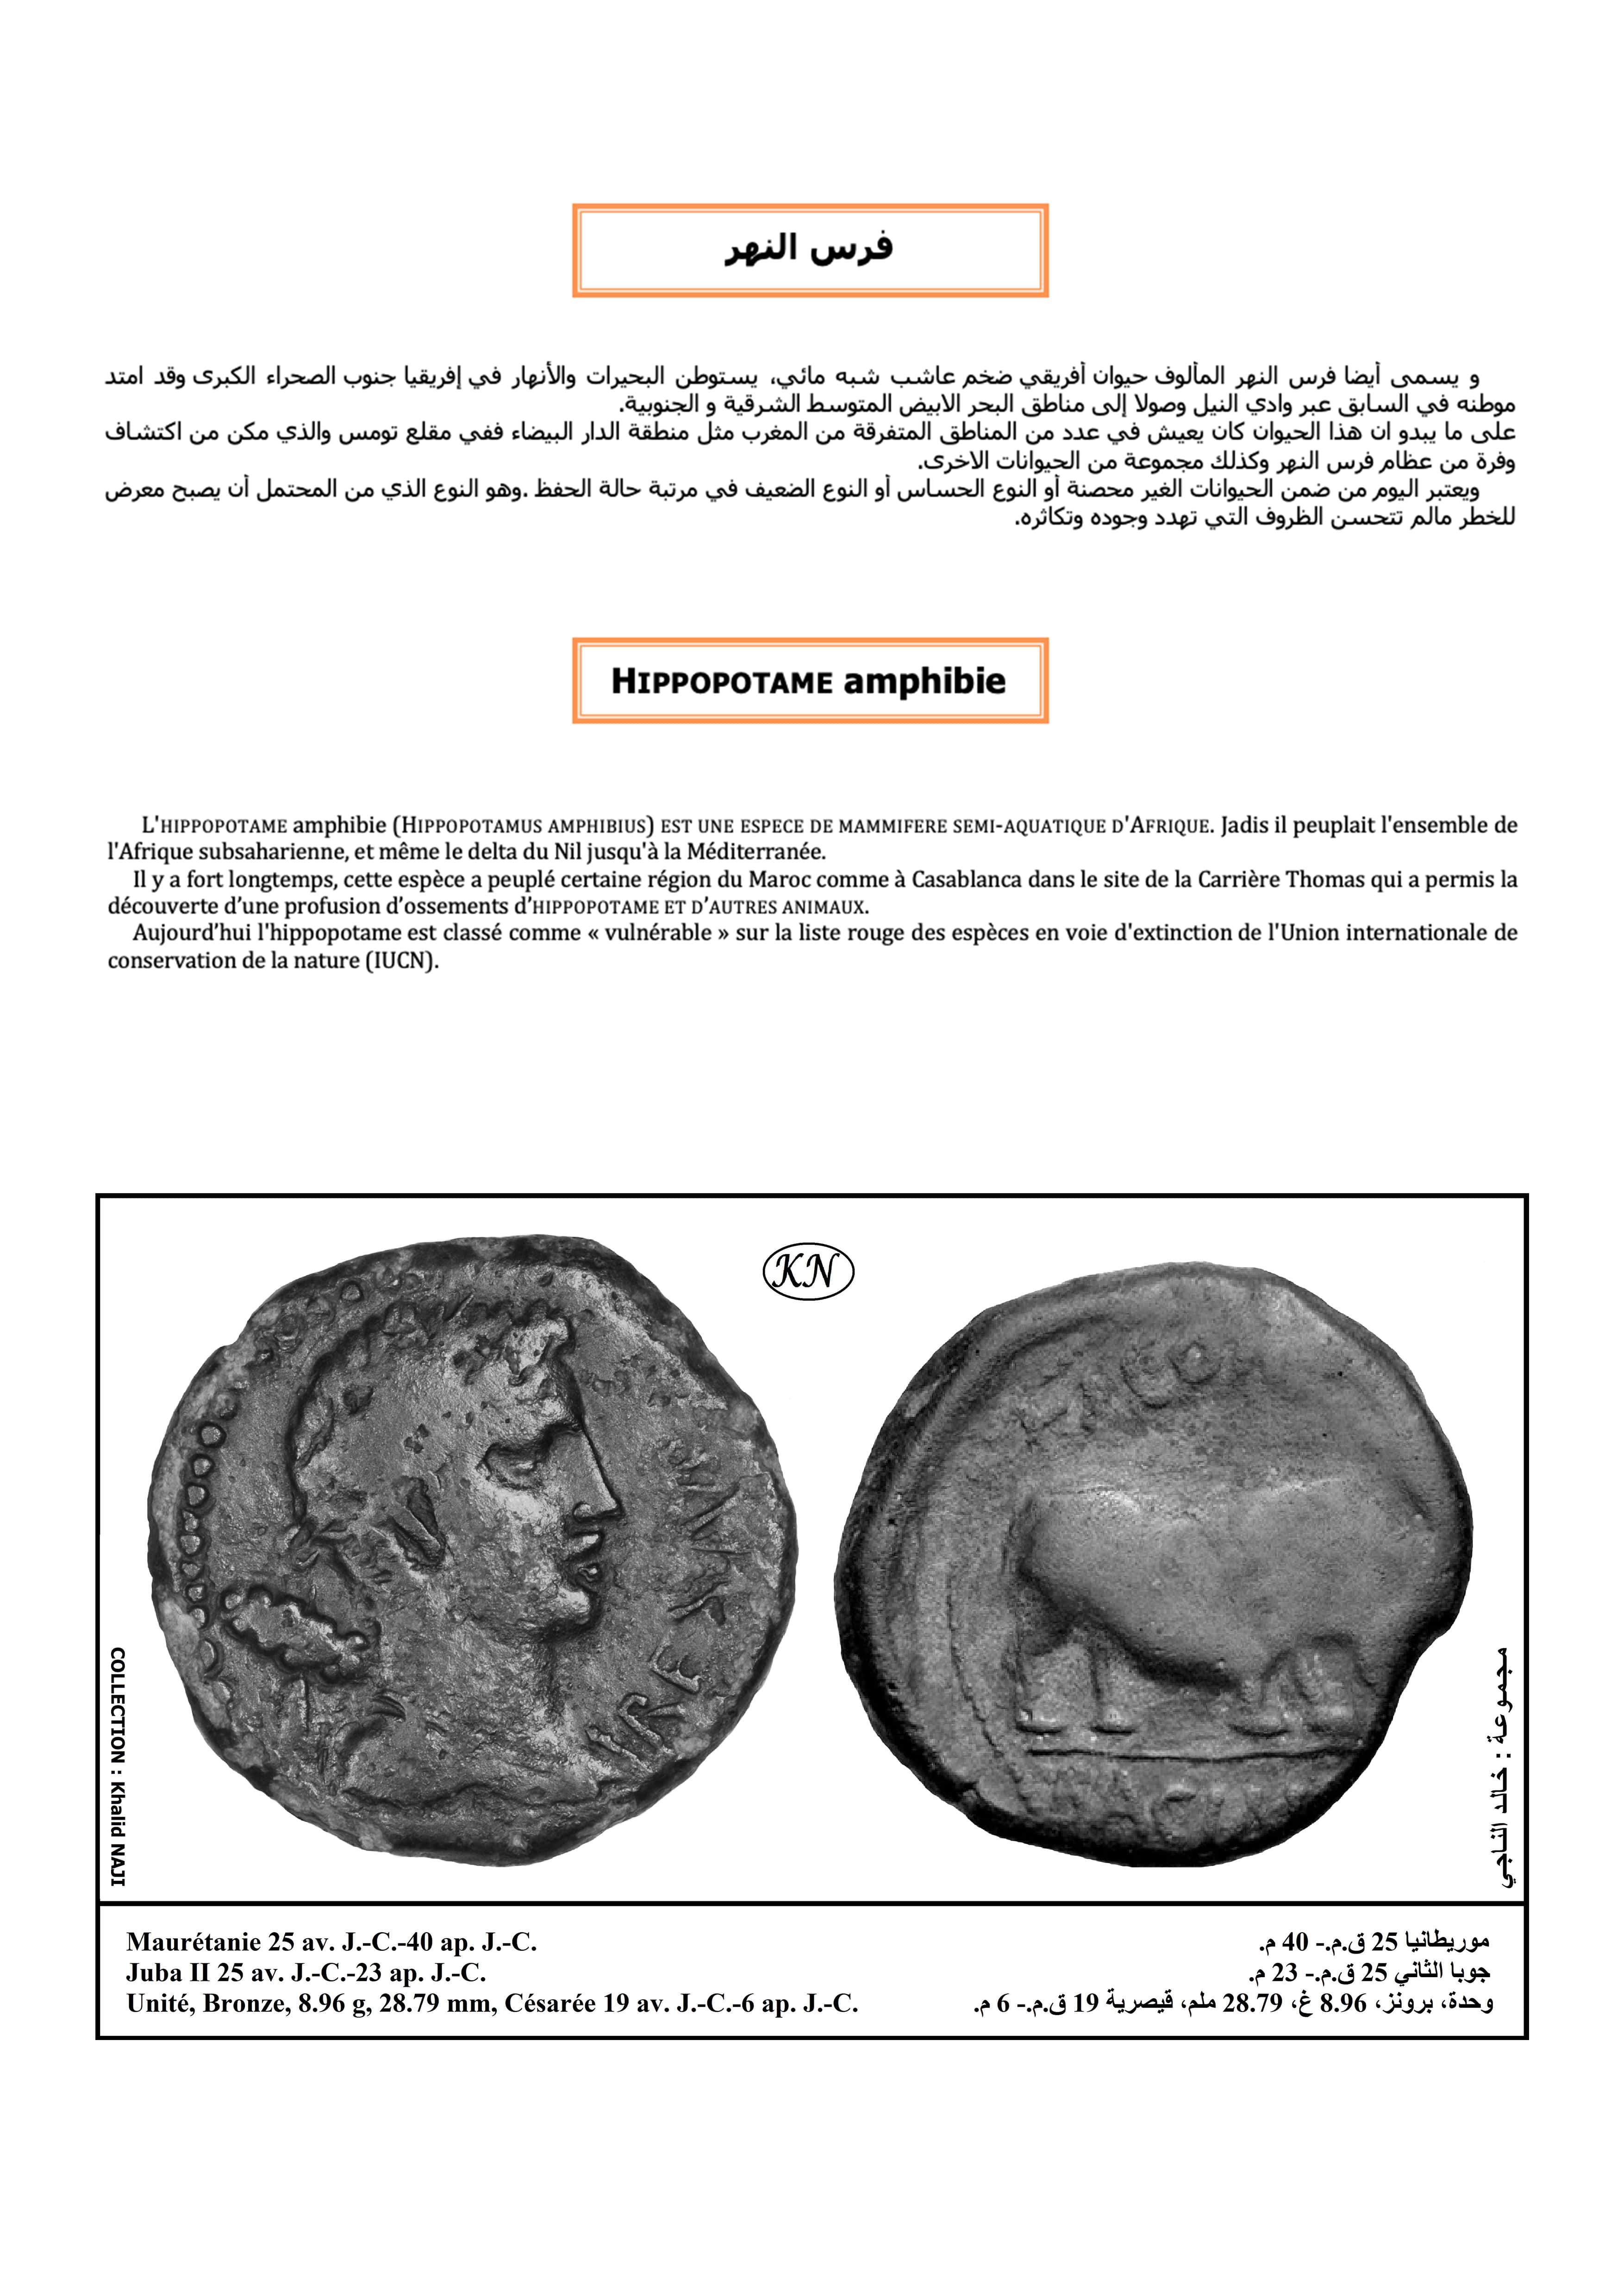 فرس النهر
و يسمى أيضا فرس النهر المألوف حيوان أفريقي ضخم عاشب شبه مائي، يستوطن البحيرات والأنهار في إفريقيا جنوب الصحراء الكبرى وقد امتد
موطنه في السابق عبر وادي النيل وصولا إلى مناطق البحر الابيض المتوسط الشرقية و الجنوبية.
على ما يبدو ان هذا الحيوان كان يعيش في عدد من المناطق المتفرقة من المغرب مثل منطقة الدار البيضاء ففي مقلع تومس والذي مكن من اكتشاف
وفرة من عظام فرس النهر وكذلك مجموعة من الحيوانات الاخرى.
ويعتبر اليوم من ضمن الحيوانات الغير محصنة أو النوع الحساس أو النوع الضعيف في مرتبة حالة الحفظ .وهو النوع الذي من المحتمل أن يصبح معرض
للخطر مالم تتحسن الظروف التي تهدد وجوده وتكاثره.
HIPPOPOTAME amphibie
L'HIPPOPOTAME amphibie (HIPPOPOTAMUS AMPHIBIUS) EST UNE ESPECE DE MAMMIFERE SEMI-AQUATIQUE D'AFRIQUE. Jadis il peuplait l'ensemble de
l'Afrique subsaharienne, et même le delta du Nil jusqu'à la Méditerranée.
Il y a fort longtemps, cette espèce a peuplé certaine région du Maroc comme à Casablanca dans le site de la Carrière Thomas qui a permis la
découverte d’une profusion d’ossements d’HIPPOPOTAME ET D’AUTRES ANIMAUX.
Aujourd’hui l'hippopotame est classé comme « vulnérable » sur la liste rouge des espèces en voie d'extinction de l'Union internationale de
conservation de la nature (IUCN).
KN
COLLECTION : Khalid NAJI
مجموعة : خالد الناجي
Maurétanie 25 av. J.-C.-40 ap. J.-C.
Juba II 25 av. J.-C.-23 ap. J.-C.
Unité, Bronze, 8.96 g, 28.79 mm, Césarée 19 av. J.-C.-6 ap. J.-C.
موريطانيا 25 ق.م.- 40 م.
جوبا الثاني 25 ق.م.- 23 م.
وحدة، برونز، 8.96 غ، 28.79 ملم، قيصرية 19 ق.م.- 6 م.